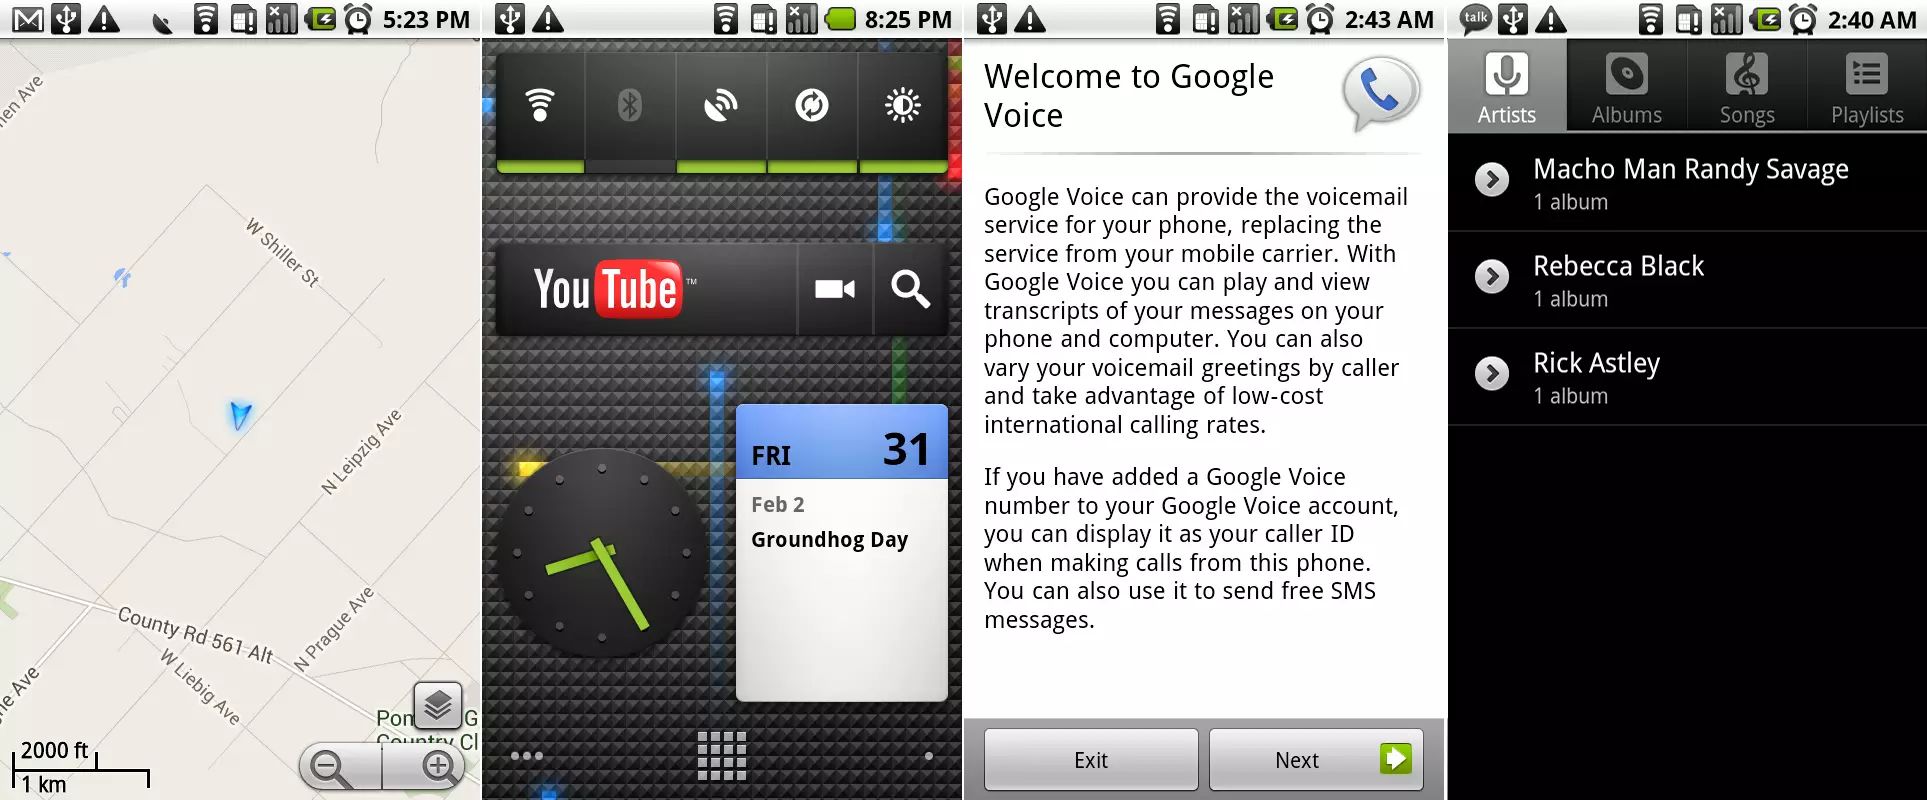 5:23 PM
hen Ave
W Shiller St
N Leipzig Ave
County Rd 561 Alt
N Prague Ave
W Liebig Ave
ne Ave
Pom
G
Country Cl
2000 ft
1 km
8:25 PM
YouTube™
FRI 31
Feb 2
Groundhog Day
2:43 AM
Welcome to Google
Voice
Google Voice can provide the voicemail
service for your phone, replacing the
service from your mobile carrier. With
Google Voice you can play and view
transcripts of your messages on your
phone and computer. You can also
vary your voicemail greetings by caller
and take advantage of low-cost
international calling rates.
If you have added a Google Voice
number to your Google Voice account,
you can display it as your caller ID
when making calls from this phone.
You can also use it to send free SMS
messages.
Exit
Next
talk
2:40 AM
Artists
Albums
Songs
Playlists
Macho Man Randy Savage
1 album
Rebecca Black
1 album
Rick Astley
1 album